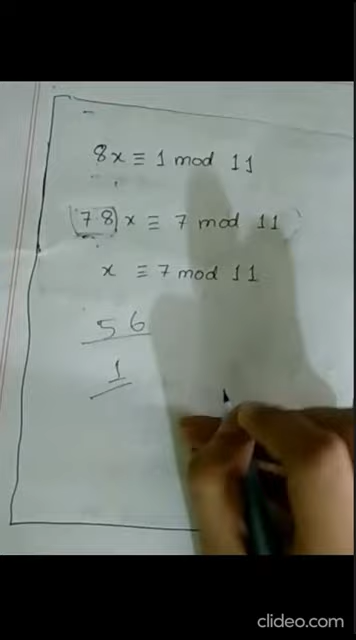 8x ≡ 1 mod 11
(78)x ≡ 7 mod 11
x ≡ 7 mod 11
56
1
clideo.com